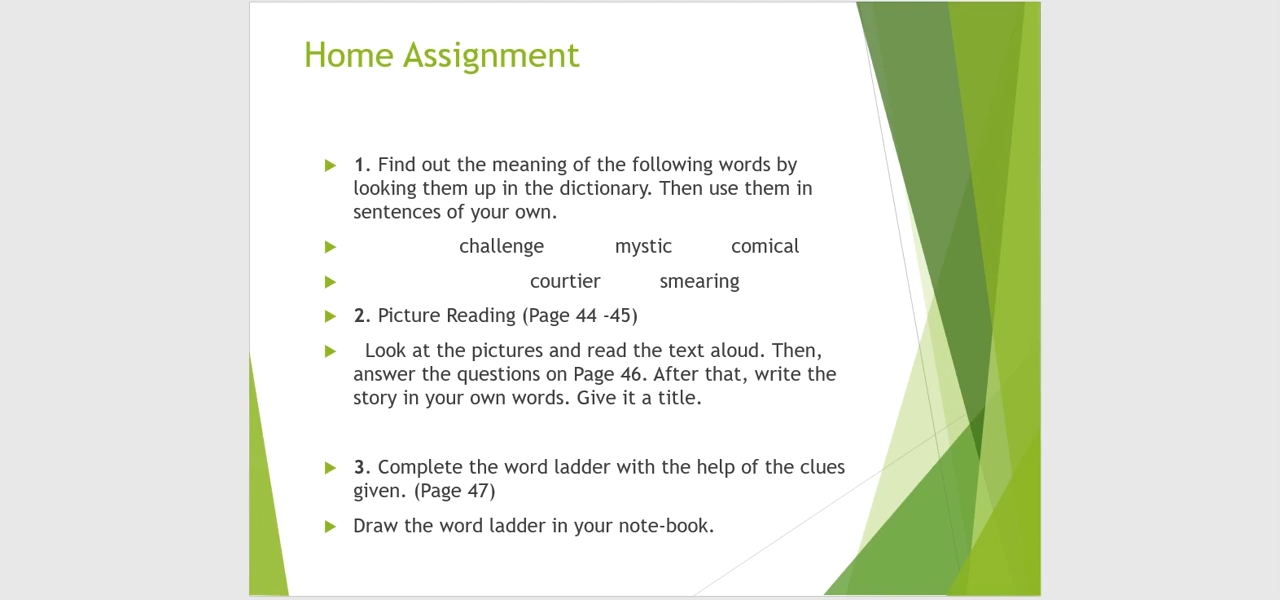 Home Assignment
1. Find out the meaning of the following words by
looking them up in the dictionary. Then use them in
sentences of your own.
challenge mystic comical
courtier smearing
2. Picture Reading (Page 44 -45)
Look at the pictures and read the text aloud. Then,
answer the questions on Page 46. After that, write the
story in your own words. Give it a title.
3. Complete the word ladder with the help of the clues
given. (Page 47)
Draw the word ladder in your note-book.